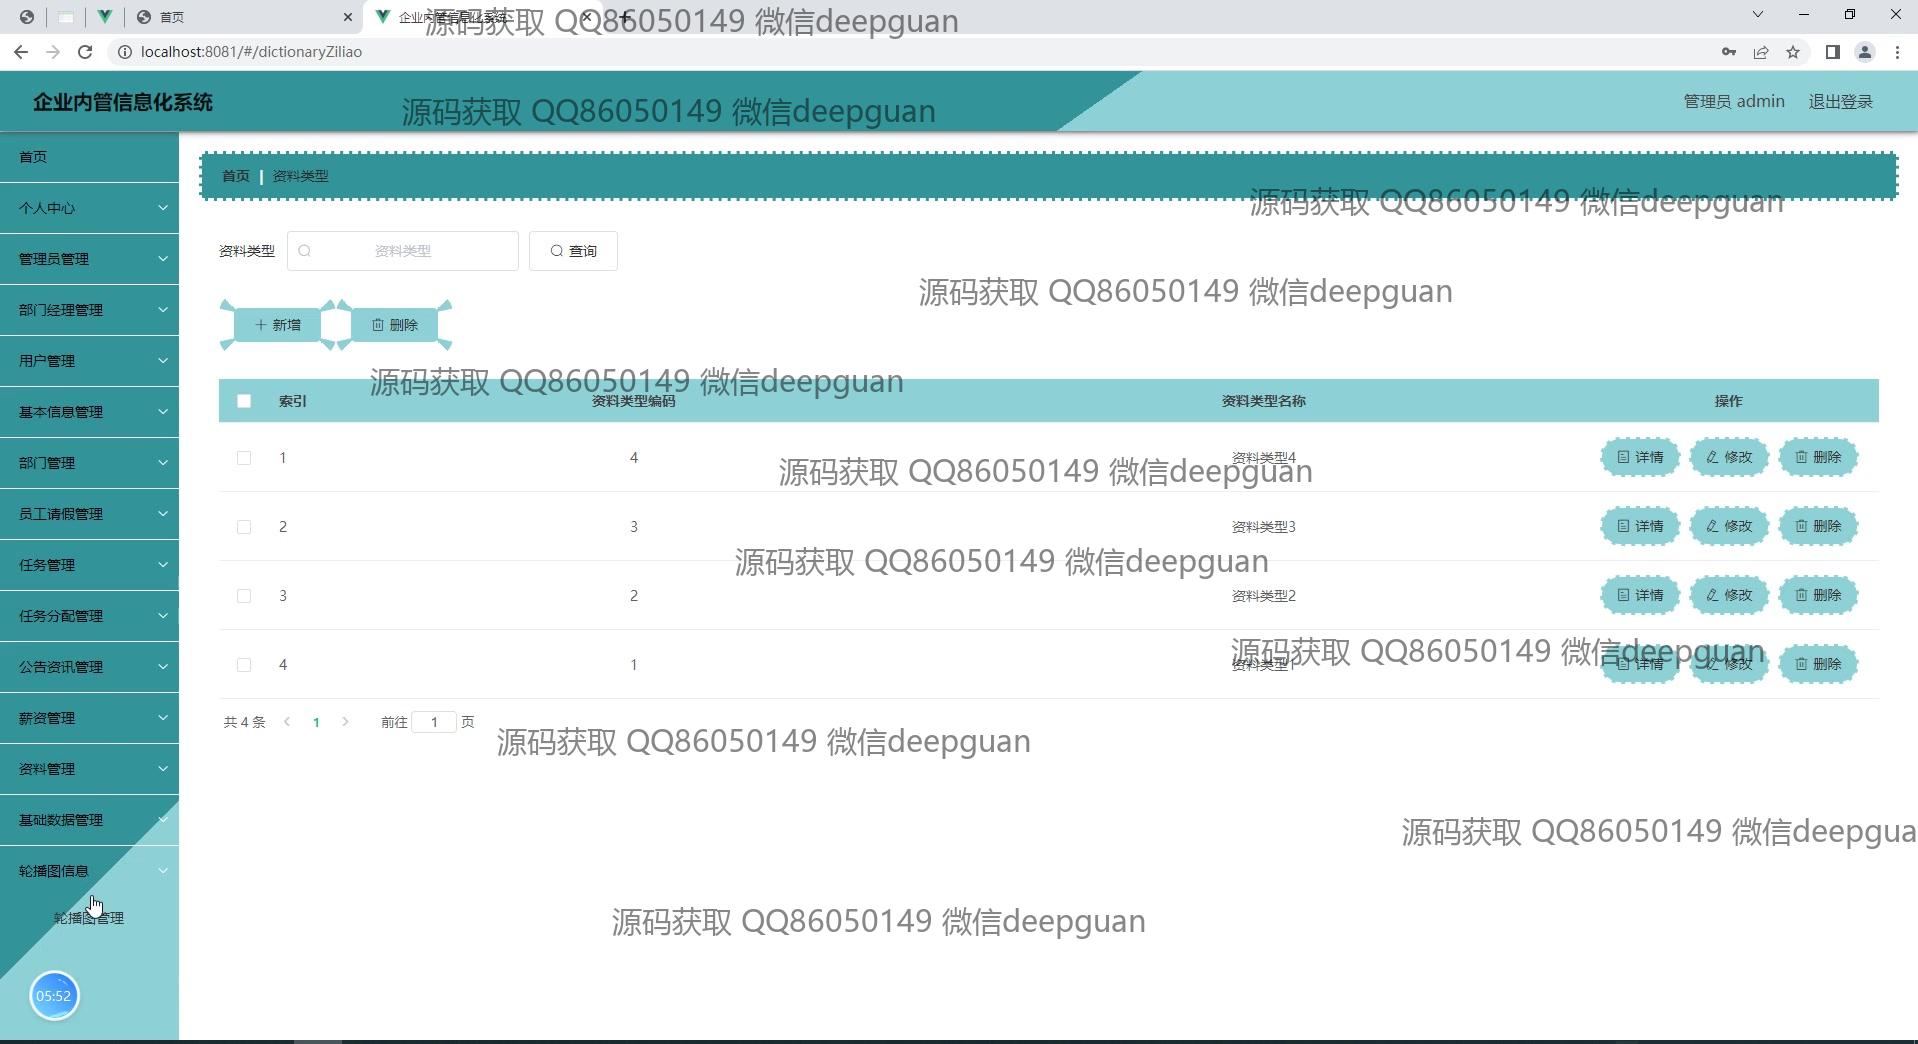 首页
企业内管信息化系统
源码获取 QQ86050149 微信deepguan
localhost:8081/#/dictionaryZiliao
企业内管信息化系统
源码获取 QQ86050149 微信deepguan
管理员 admin
退出登录
首页
个人中心
管理员管理
部门经理管理
用户管理
基本信息管理
部门管理
员工请假管理
任务管理
任务分配管理
公告资讯管理
薪资管理
资料管理
基础数据管理
轮播图信息
轮播图管理
05:52
首页 | 资料类型
源码获取 QQ86050149 微信deepguan
资料类型 资料类型 查询
源码获取 QQ86050149 微信deepguan
新增 删除
源码获取 QQ86050149 微信deepguan
索引 资料类型编码 资料类型名称 操作
1 4 资料类型4 详情 修改 删除
源码获取 QQ86050149 微信deepguan
2 3 资料类型3 详情 修改 删除
源码获取 QQ86050149 微信deepguan
3 2 资料类型2 详情 修改 删除
源码获取 QQ86050149 微信deepguan
4 1 资料类型1 详情 修改 删除
共 4 条 1 前往 1 页
源码获取 QQ86050149 微信deepguan
源码获取 QQ86050149 微信deepgua
源码获取 QQ86050149 微信deepguan